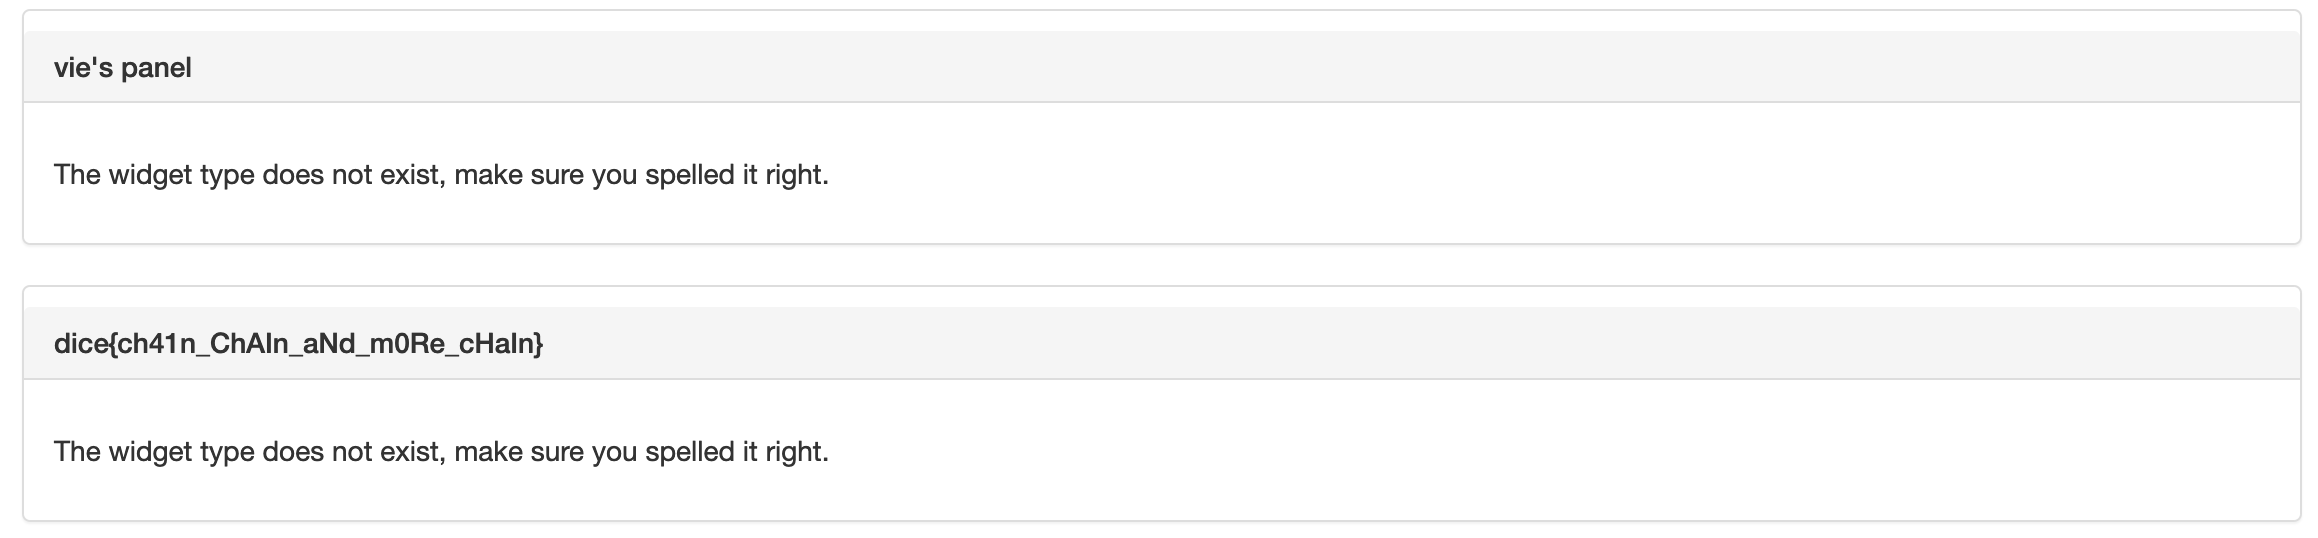 vie's panel
The widget type does not exist, make sure you spelled it right.
dice{ch41n_ChAIn_aNd_m0Re_cHaIn}
The widget type does not exist, make sure you spelled it right.